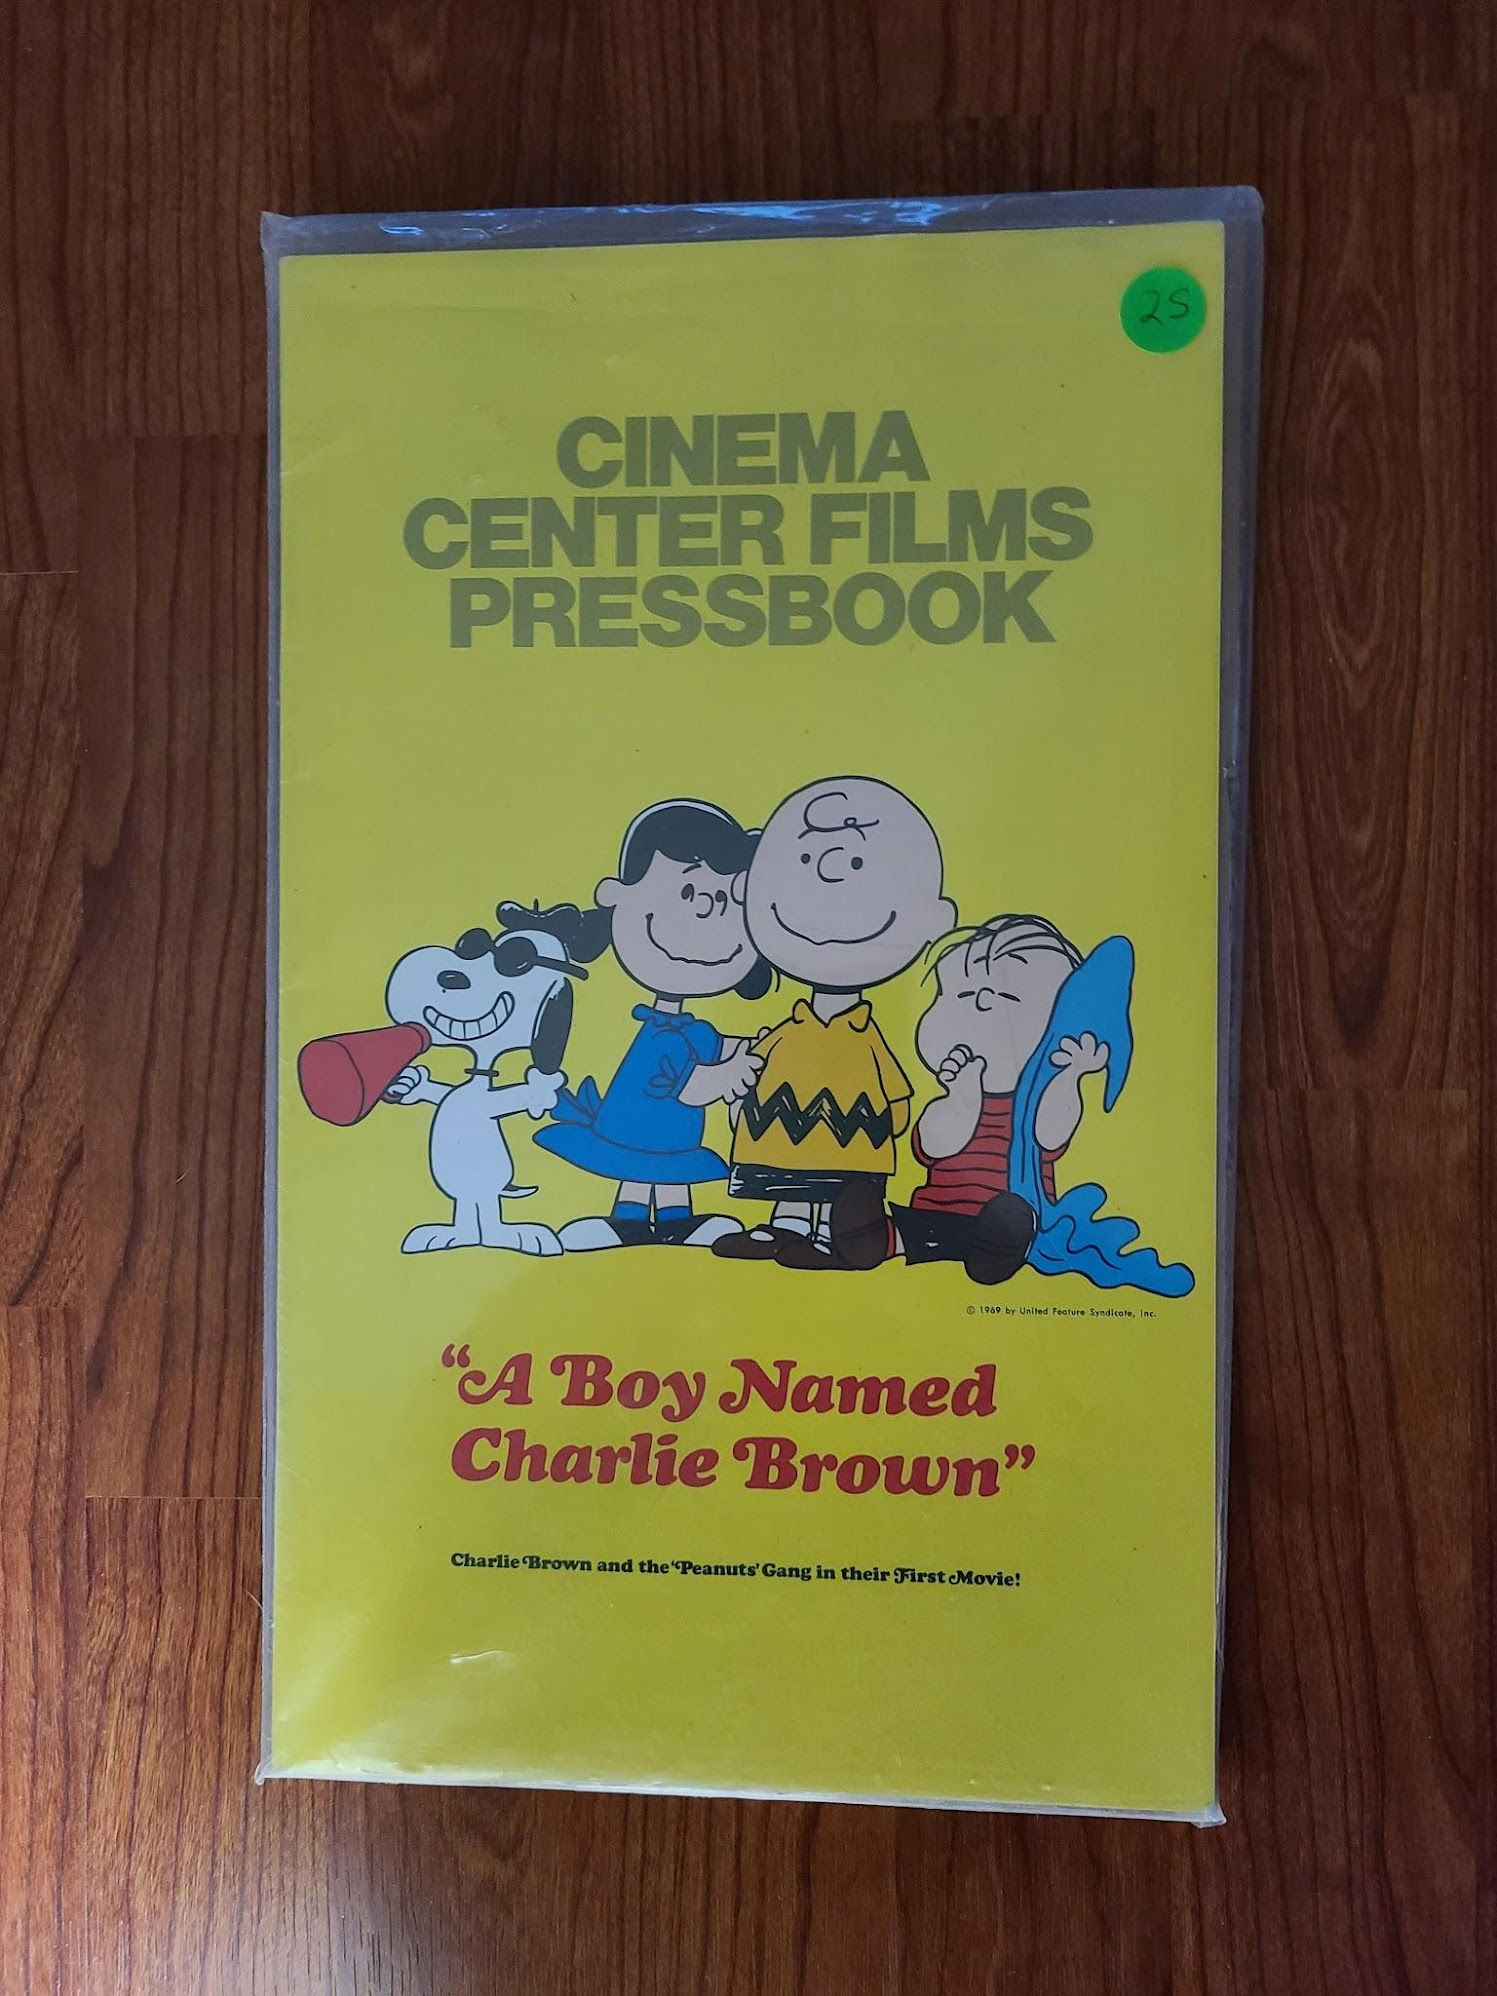 25
CINEMA
CENTER FILMS
PRESSBOOK
© 1969 by United Feature Syndicate, Inc.
“A Boy Named
Charlie Brown”
Charlie Brown and the ‘Peanuts’ Gang in their First Movie!